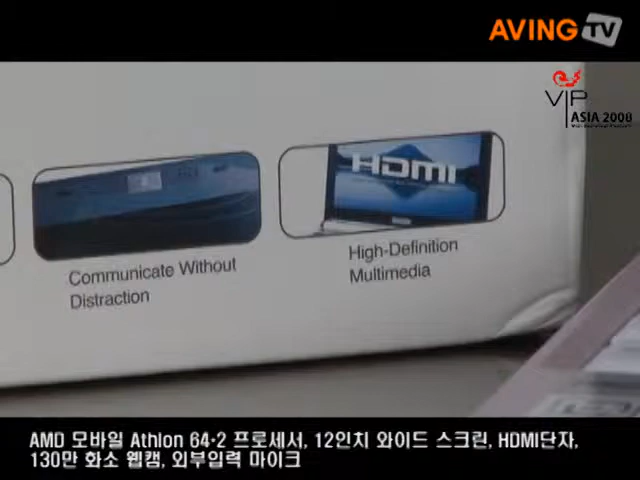 AVING TV
VIP
ASIA 2008
HDMI
Communicate Without
Distraction
High-Definition
Multimedia
AMD 모바일 Athlon 64·2 프로세서, 12인치 와이드 스크린, HDMI단자,
130만 화소 웹캠, 외부입력 마이크